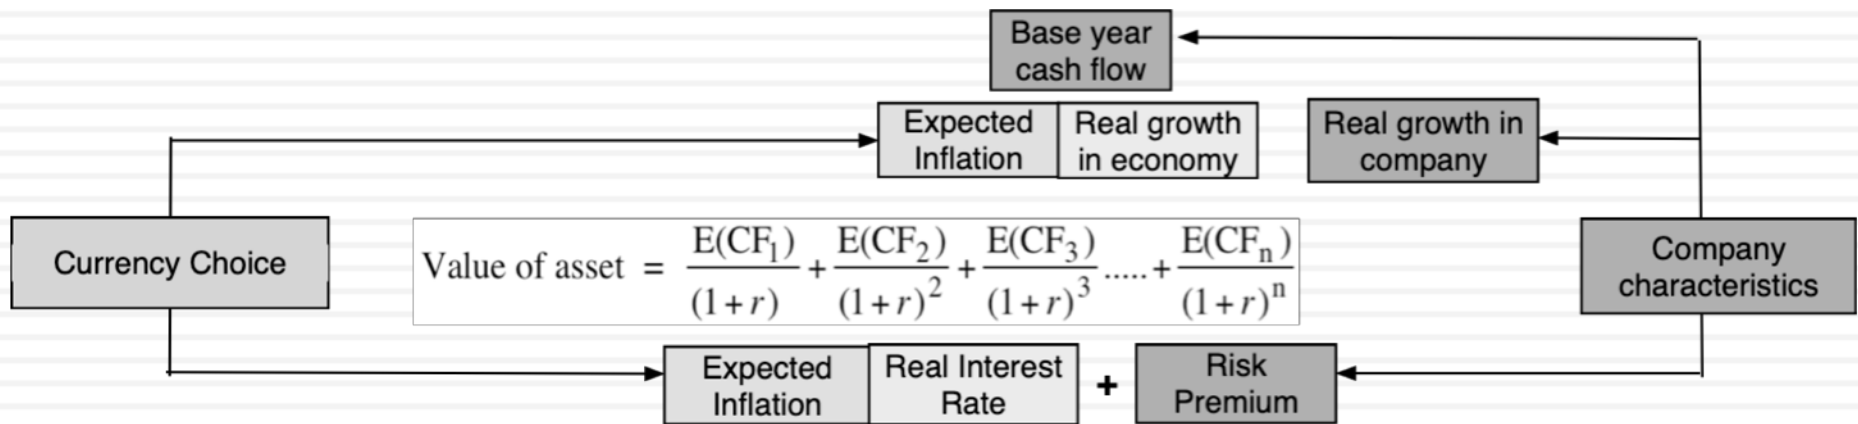 Base year
cash flow
Expected
Inflation
Real growth
in economy
Real growth in
company
Currency Choice
Value of asset = E(CF₁)/(1+r) + E(CF₂)/(1+r)² + E(CF₃)/(1+r)³ .....+ E(CFₙ)/(1+r)ⁿ
Company
characteristics
Expected
Inflation
Real Interest
Rate
+
Risk
Premium